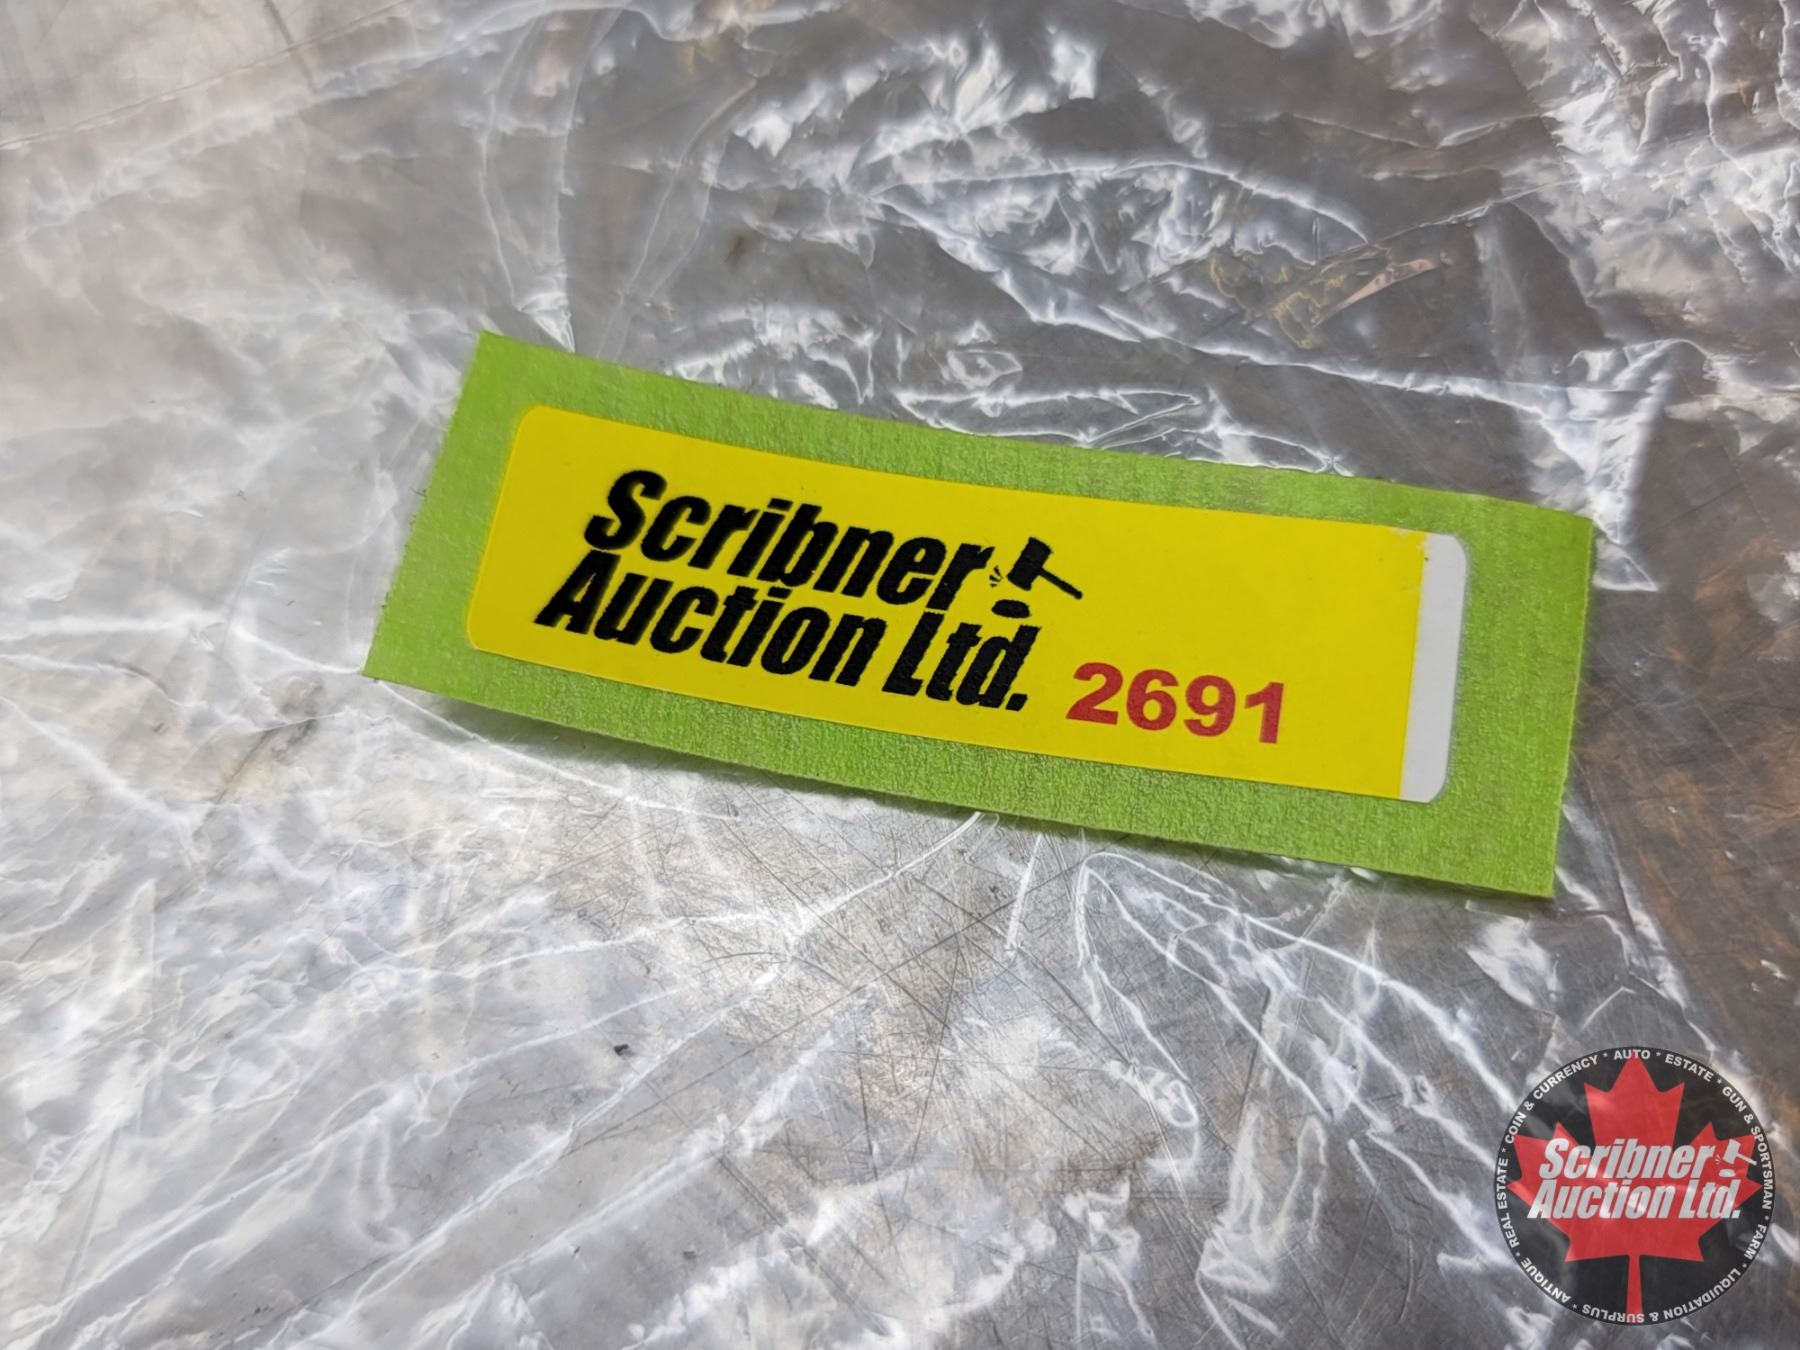 Scribner
Auction Ltd.
2691
ANTIQUE * REAL ESTATE * COIN & CURRENCY * AUTO * ESTATE * GUN & SPORTSMAN * FARM * LIQUIDATION & SURPLUS *
Scribner
Auction Ltd.